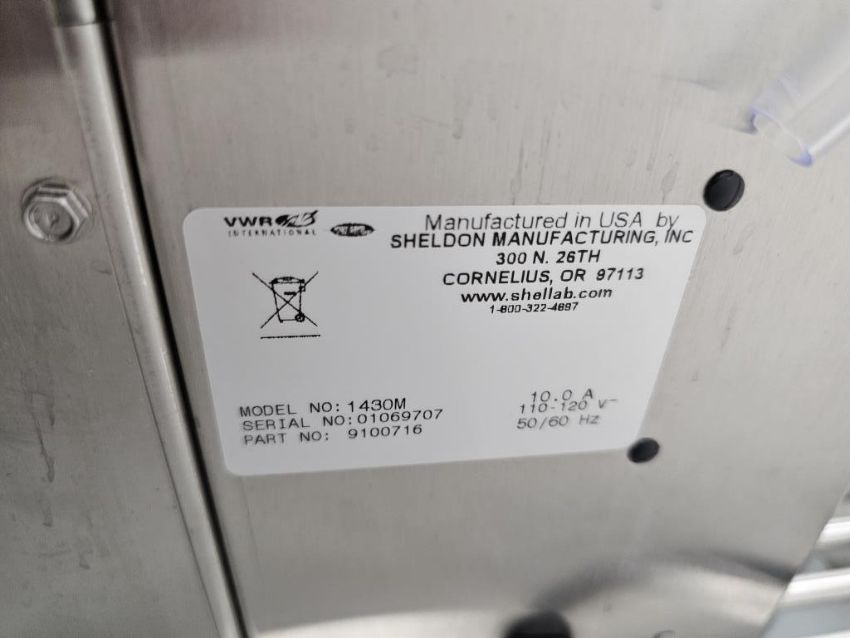 VWR
INTERNATIONAL
Manufactured in USA by
SHELDON MANUFACTURING, INC
300 N. 26TH
CORNELIUS, OR 97113
www.shellab.com
1-800-322-4897
MODEL NO: 1430M
SERIAL NO: 01069707
PART NO: 9100716
10.0 A
110-120 V~
50/60 HZ